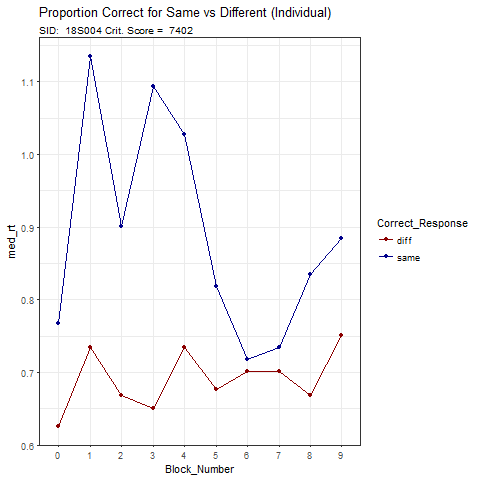 Proportion Correct for Same vs Different (Individual)
SID: 18S004 Crit. Score = 7402
med_rt
1.1
1.0
0.9
0.8
0.7
0.6
0 1 2 3 4 5 6 7 8 9
Block_Number
Correct_Response
diff
same